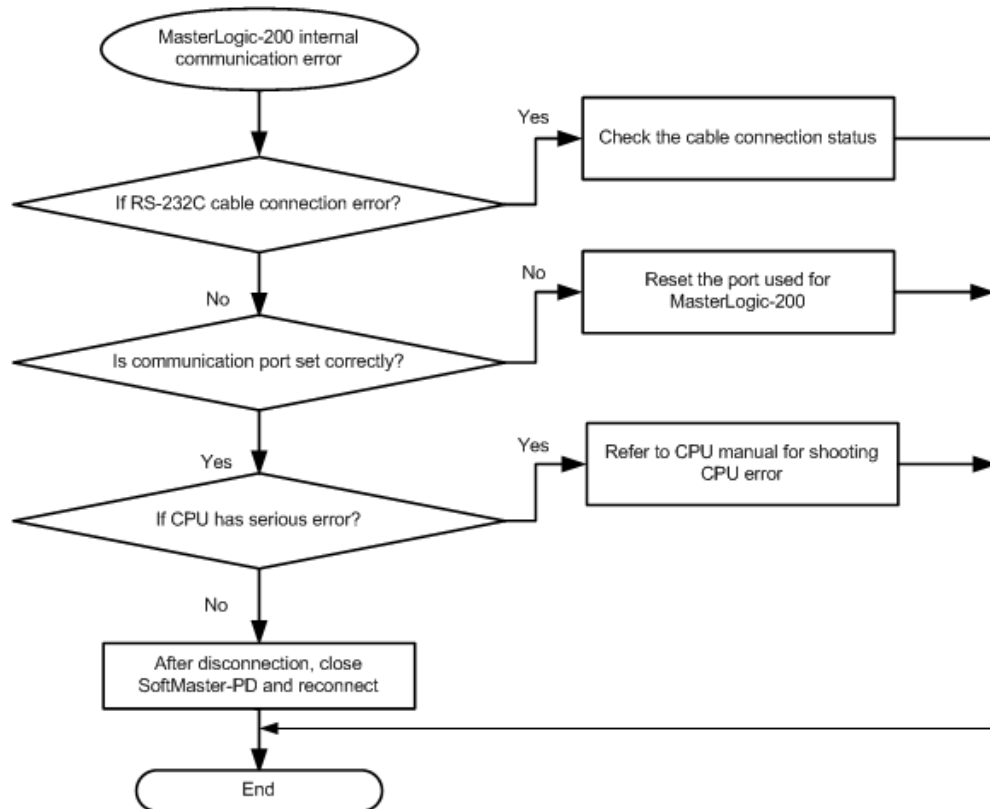 MasterLogic-200 internal
communication error
Yes
Check the cable connection status
If RS-232C cable connection error?
No
No
Reset the port used for
MasterLogic-200
Is communication port set correctly?
Yes
Yes
Refer to CPU manual for shooting
CPU error
If CPU has serious error?
No
After disconnection, close
SoftMaster-PD and reconnect
End